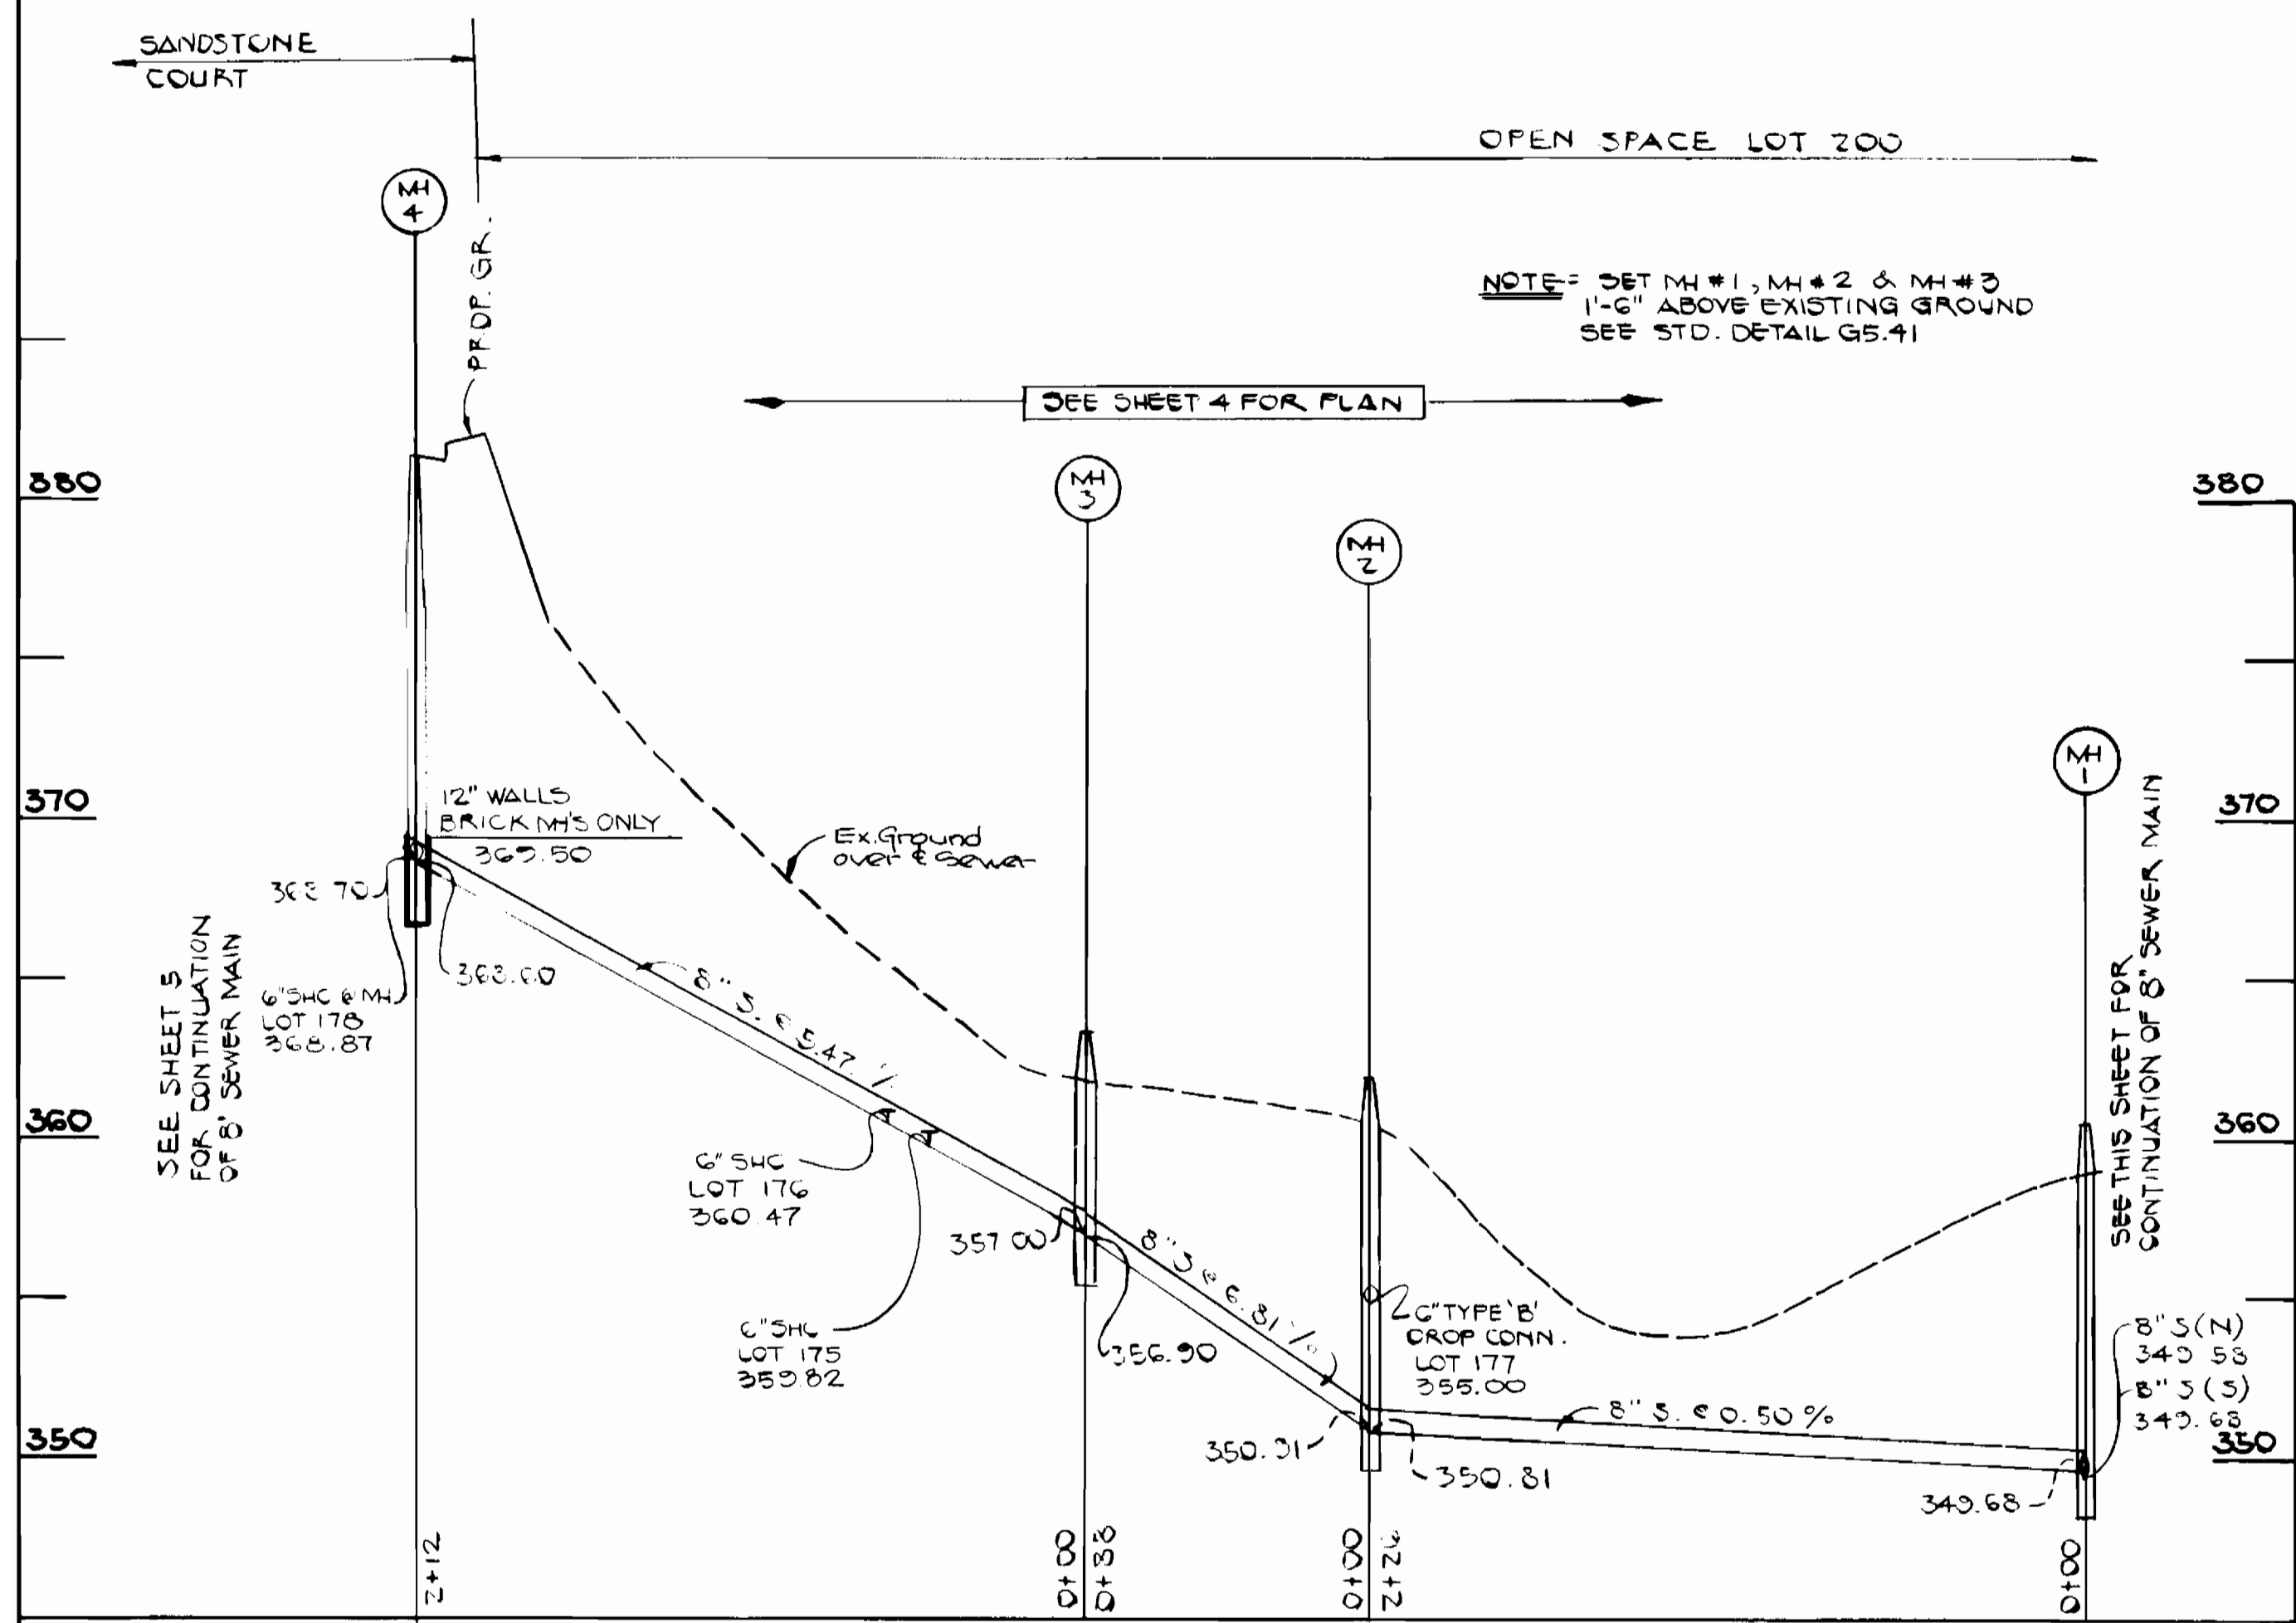 SANDSTONE
COURT
OPEN SPACE LOT 200
MH
4
PROP. GR.
NOTE= SET MH #1, MH #2 & MH #3
1'-6" ABOVE EXISTING GROUND
SEE STD. DETAIL G5.41
SEE SHEET 4 FOR PLAN
380
380
MH
3
MH
2
MH
1
370
370
12" WALLS
BRICK MH'S ONLY
369.50
Ex. Ground
over ℄ Sewer
368.70
368.60
6" SHC @ MH
LOT 178
368.87
SEE SHEET 5
FOR CONTINUATION
OF 8" SEWER MAIN
8" S. @ 5.47 %
SEE THIS SHEET FOR
CONTINUATION OF 8" SEWER MAIN
360
360
6" SHC
LOT 176
360.47
357.00
8" S @ 6.81 %
6" SHC
LOT 175
359.82
356.90
6" TYPE 'B'
DROP CONN.
LOT 177
355.00
8" S (N)
349.58
8" S (S)
349.68
350
350
8" S. @ 0.50 %
350.91
350.81
349.68
2+12
0+00
0+88
0+00
2+26
0+00